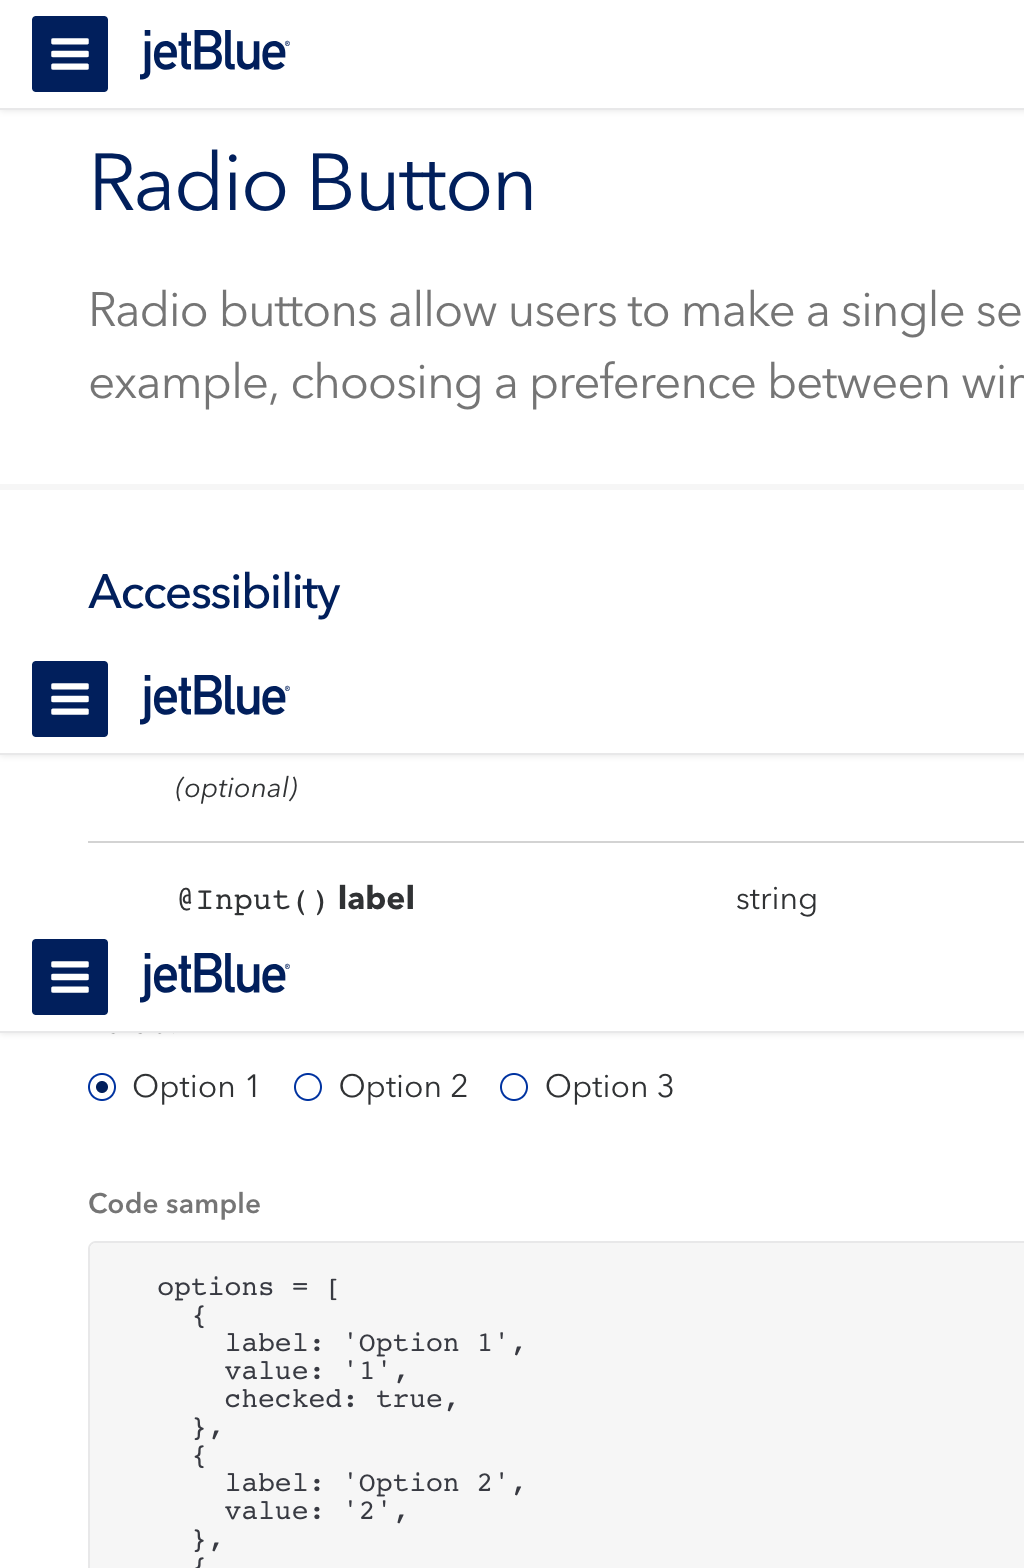 jetBlue
Radio Button
Radio buttons allow users to make a single se
example, choosing a preference between
Accessibility
jetBlue
(optional)
@Input() label string
jetBlue
Option 1 Option 2 Option 3
Code sample
options = [
{
label: 'Option 1',
value: '1',
checked: true,
},
{
label: 'Option 2',
value: '2',
},
{